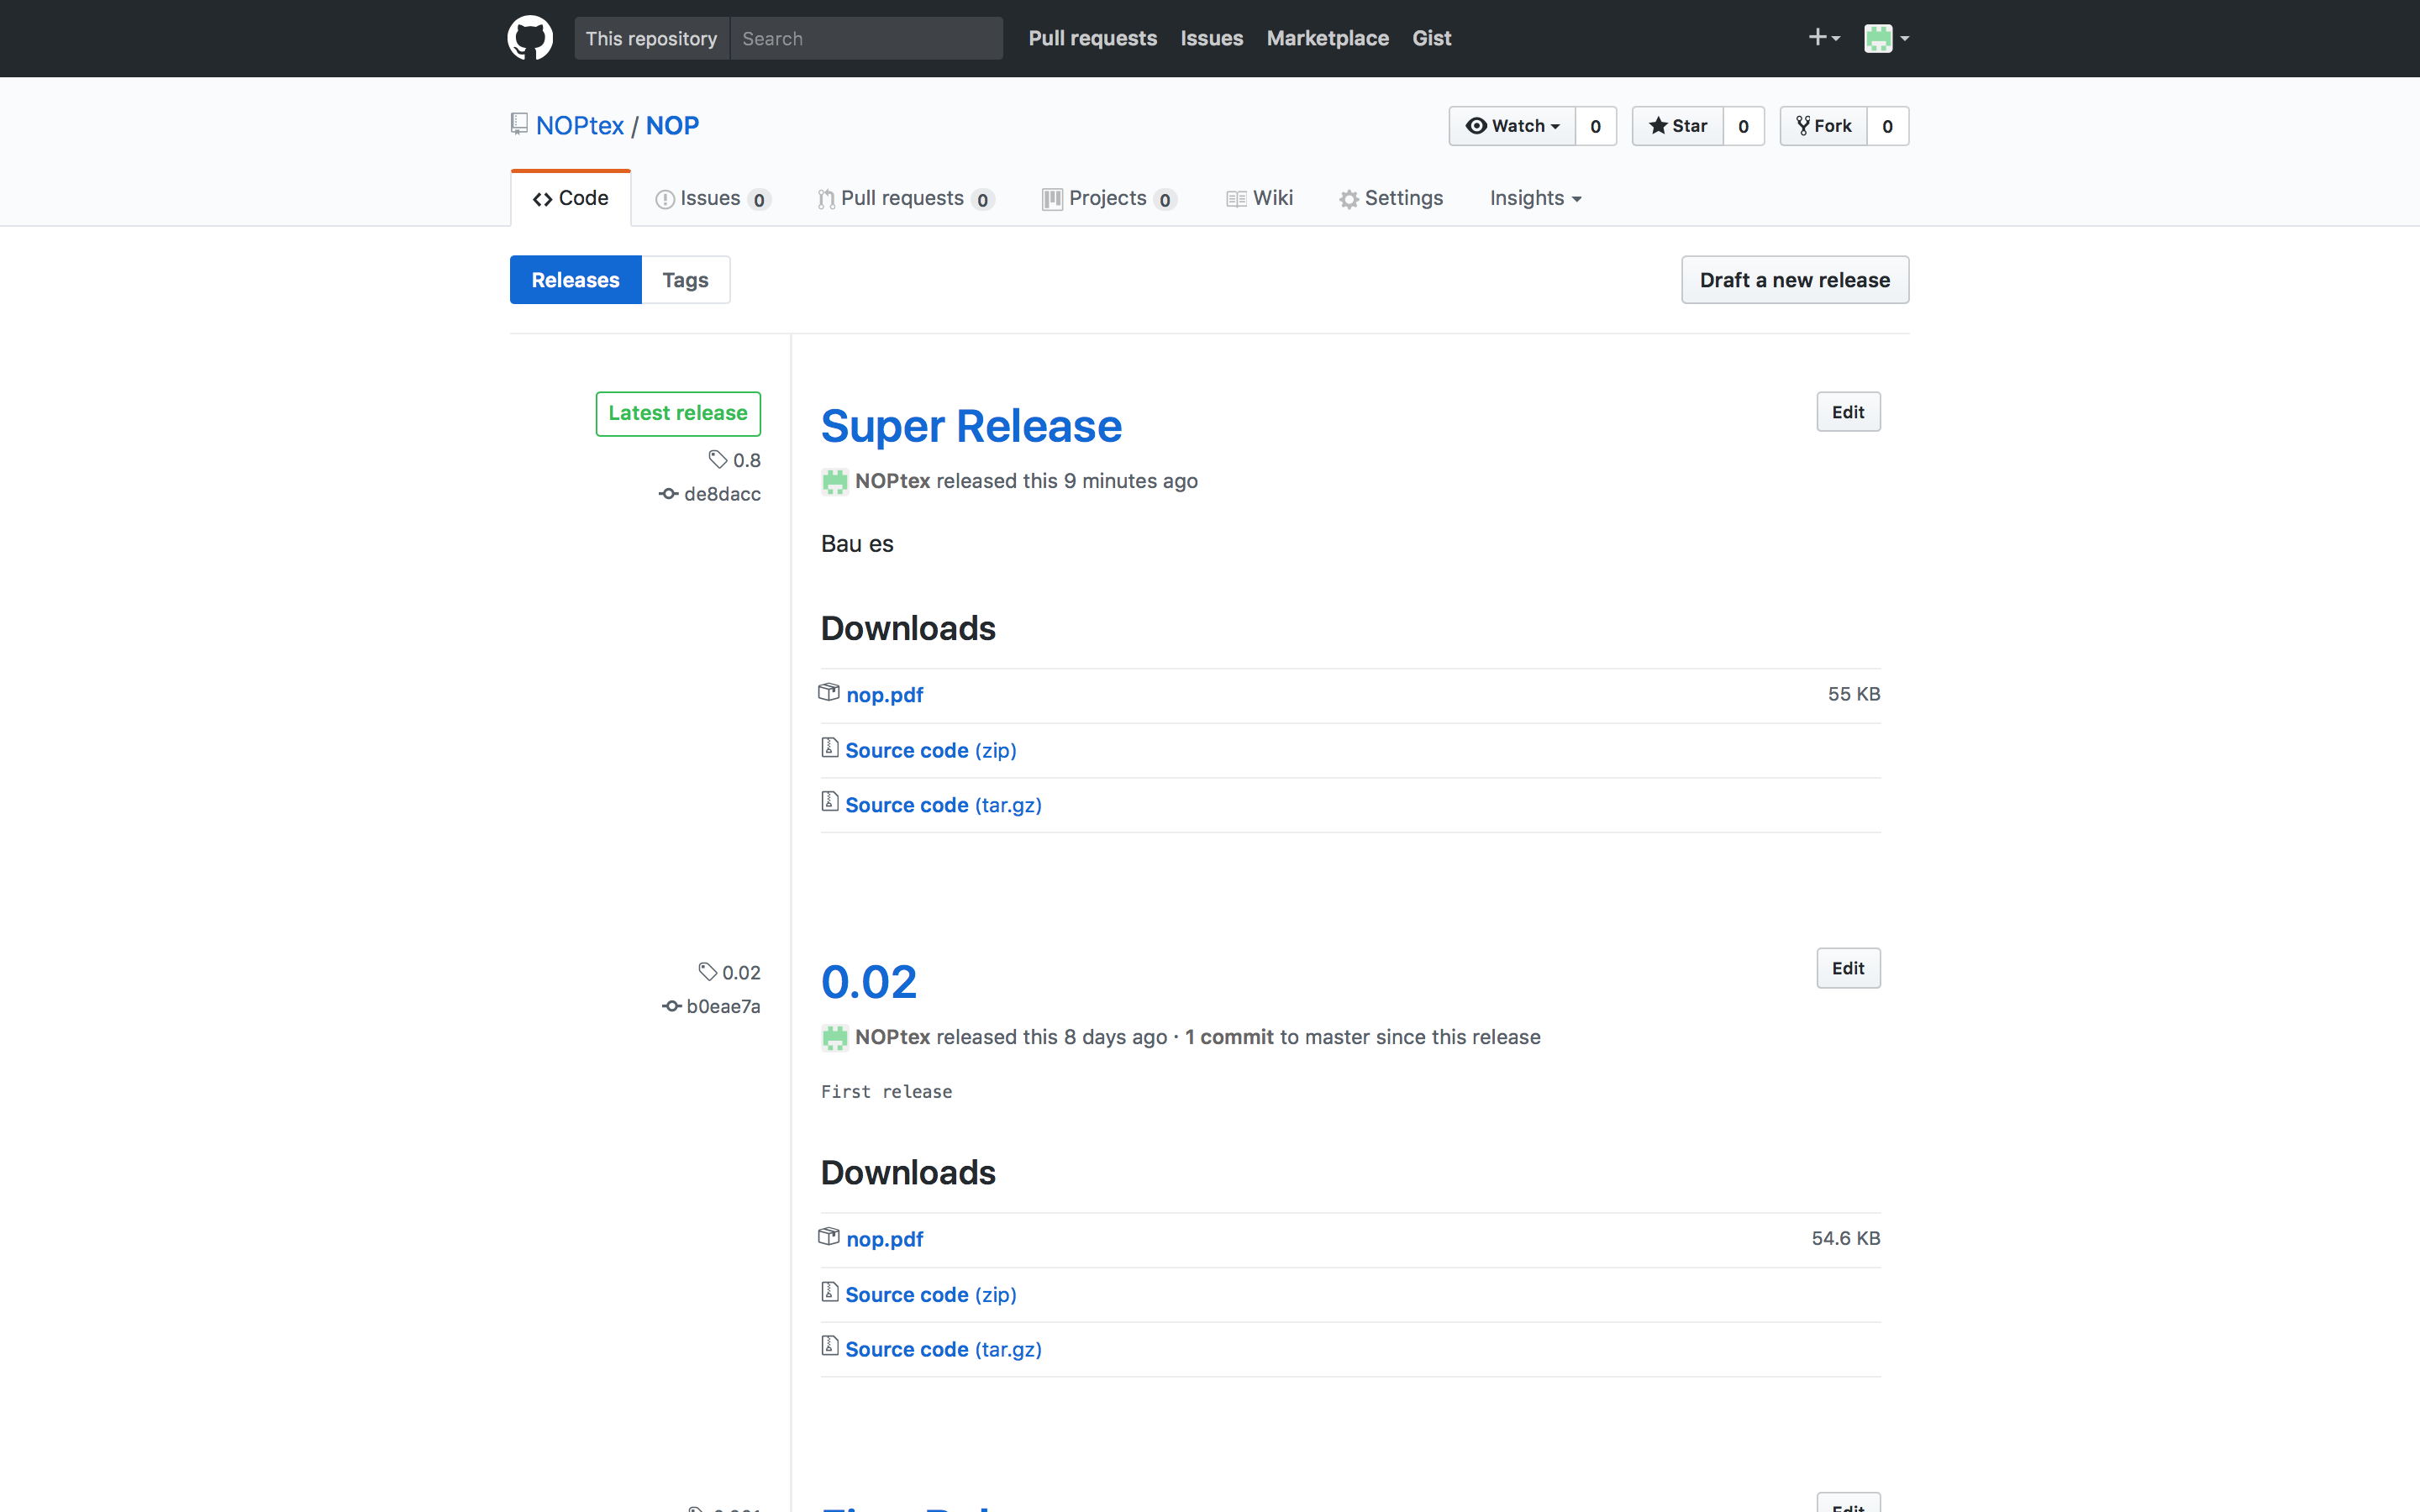 This repository Search Pull requests Issues Marketplace Gist
NOPtex / NOP Watch 0 Star 0 Fork 0
Code Issues 0 Pull requests 0 Projects 0 Wiki Settings Insights
Releases Tags Draft a new release
Latest release
0.8
de8dacc
Super Release Edit
NOPtex released this 9 minutes ago
Bau es
Downloads
nop.pdf 55 KB
Source code (zip)
Source code (tar.gz)
0.02
b0eae7a
0.02 Edit
NOPtex released this 8 days ago · 1 commit to master since this release
First release
Downloads
nop.pdf 54.6 KB
Source code (zip)
Source code (tar.gz)
Edit